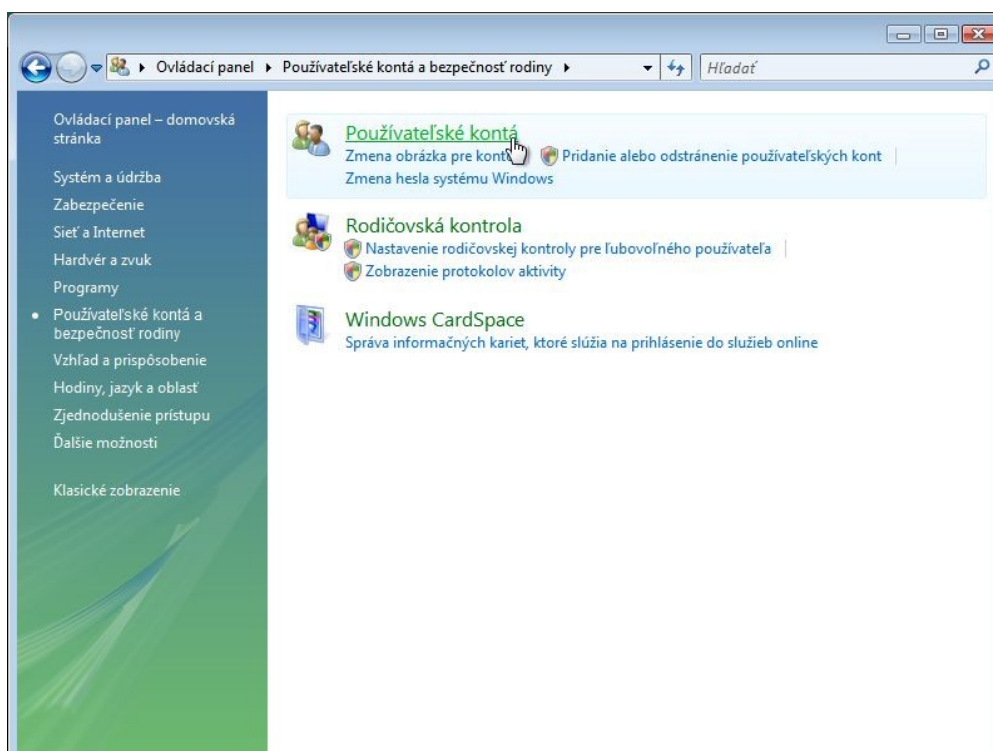 Ovládací panel
Používateľské kontá a bezpečnosť rodiny
Hľadať
Ovládací panel – domovská
stránka
Systém a údržba
Zabezpečenie
Sieť a Internet
Hardvér a zvuk
Programy
Používateľské kontá a
bezpečnosť rodiny
Vzhľad a prispôsobenie
Hodiny, jazyk a oblasť
Zjednodušenie prístupu
Ďalšie možnosti
Klasické zobrazenie
Používateľské kontá
Zmena obrázka pre kont
Pridanie alebo odstránenie používateľských kont
Zmena hesla systému Windows
Rodičovská kontrola
Nastavenie rodičovskej kontroly pre ľubovoľného používateľa
Zobrazenie protokolov aktivity
Windows CardSpace
Správa informačných kariet, ktoré slúžia na prihlásenie do služieb online